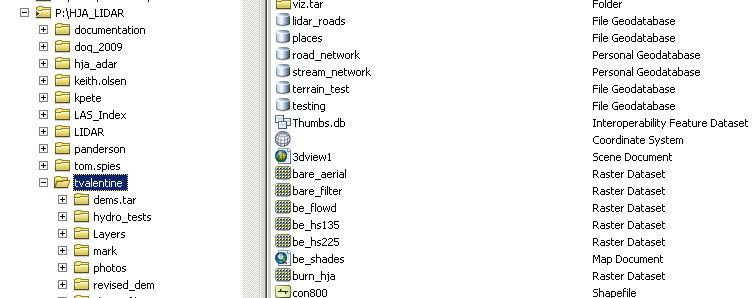 P:\HJA_LIDAR
documentation
doq_2009
hja_adar
keith.olsen
kpete
LAS_Index
LIDAR
panderson
tom.spies
tvalentine
dems.tar
hydro_tests
Layers
mark
photos
revised_dem
viz.tar Folder
lidar_roads File Geodatabase
places File Geodatabase
road_network Personal Geodatabase
stream_network Personal Geodatabase
terrain_test File Geodatabase
testing File Geodatabase
Thumbs.db Interoperability Feature Dataset
Coordinate System
3dview1 Scene Document
bare_aerial Raster Dataset
bare_filter Raster Dataset
be_flowd Raster Dataset
be_hs135 Raster Dataset
be_hs225 Raster Dataset
be_shades Map Document
burn_hja Raster Dataset
con800 Shapefile